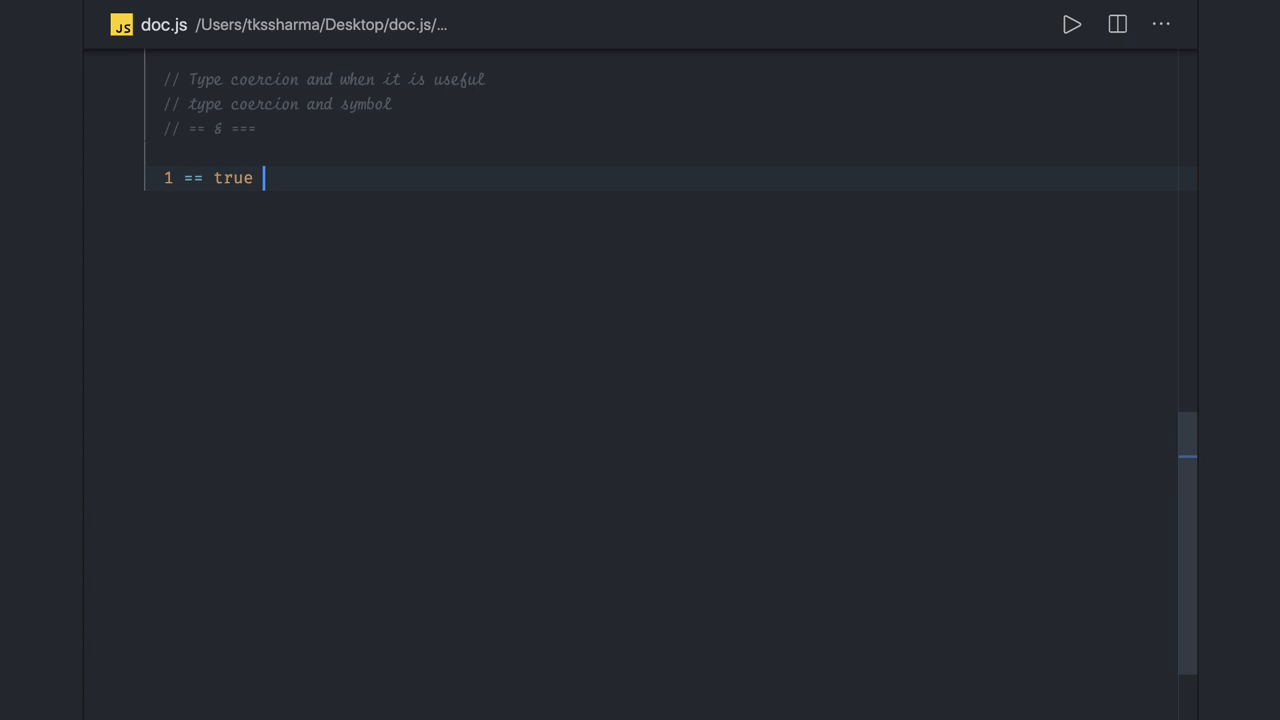 JS doc.js /Users/tkssharma/Desktop/doc.js/...
// Type coercion and when it is useful
// type coercion and symbol
// == & ===
1 == true